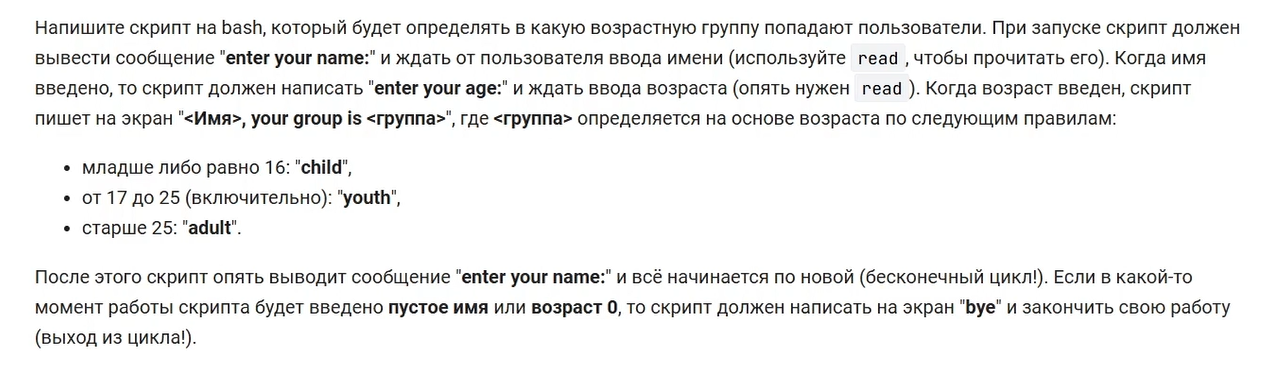 Напишите скрипт на bash, который будет определять в какую возрастную группу попадают пользователи. При запуске скрипт должен
вывести сообщение "enter your name:" и ждать от пользователя ввода имени (используйте read, чтобы прочитать его). Когда имя
введено, то скрипт должен написать "enter your age:" и ждать ввода возраста (опять нужен read). Когда возраст введен, скрипт
пишет на экран "<Имя>, your group is <группа>", где <группа> определяется на основе возраста по следующим правилам:
• младше либо равно 16: "child",
• от 17 до 25 (включительно): "youth",
• старше 25: "adult".
После этого скрипт опять выводит сообщение "enter your name:" и всё начинается по новой (бесконечный цикл!). Если в какой-то
момент работы скрипта будет введено пустое имя или возраст 0, то скрипт должен написать на экран "bye" и закончить свою работу
(выход из цикла!).